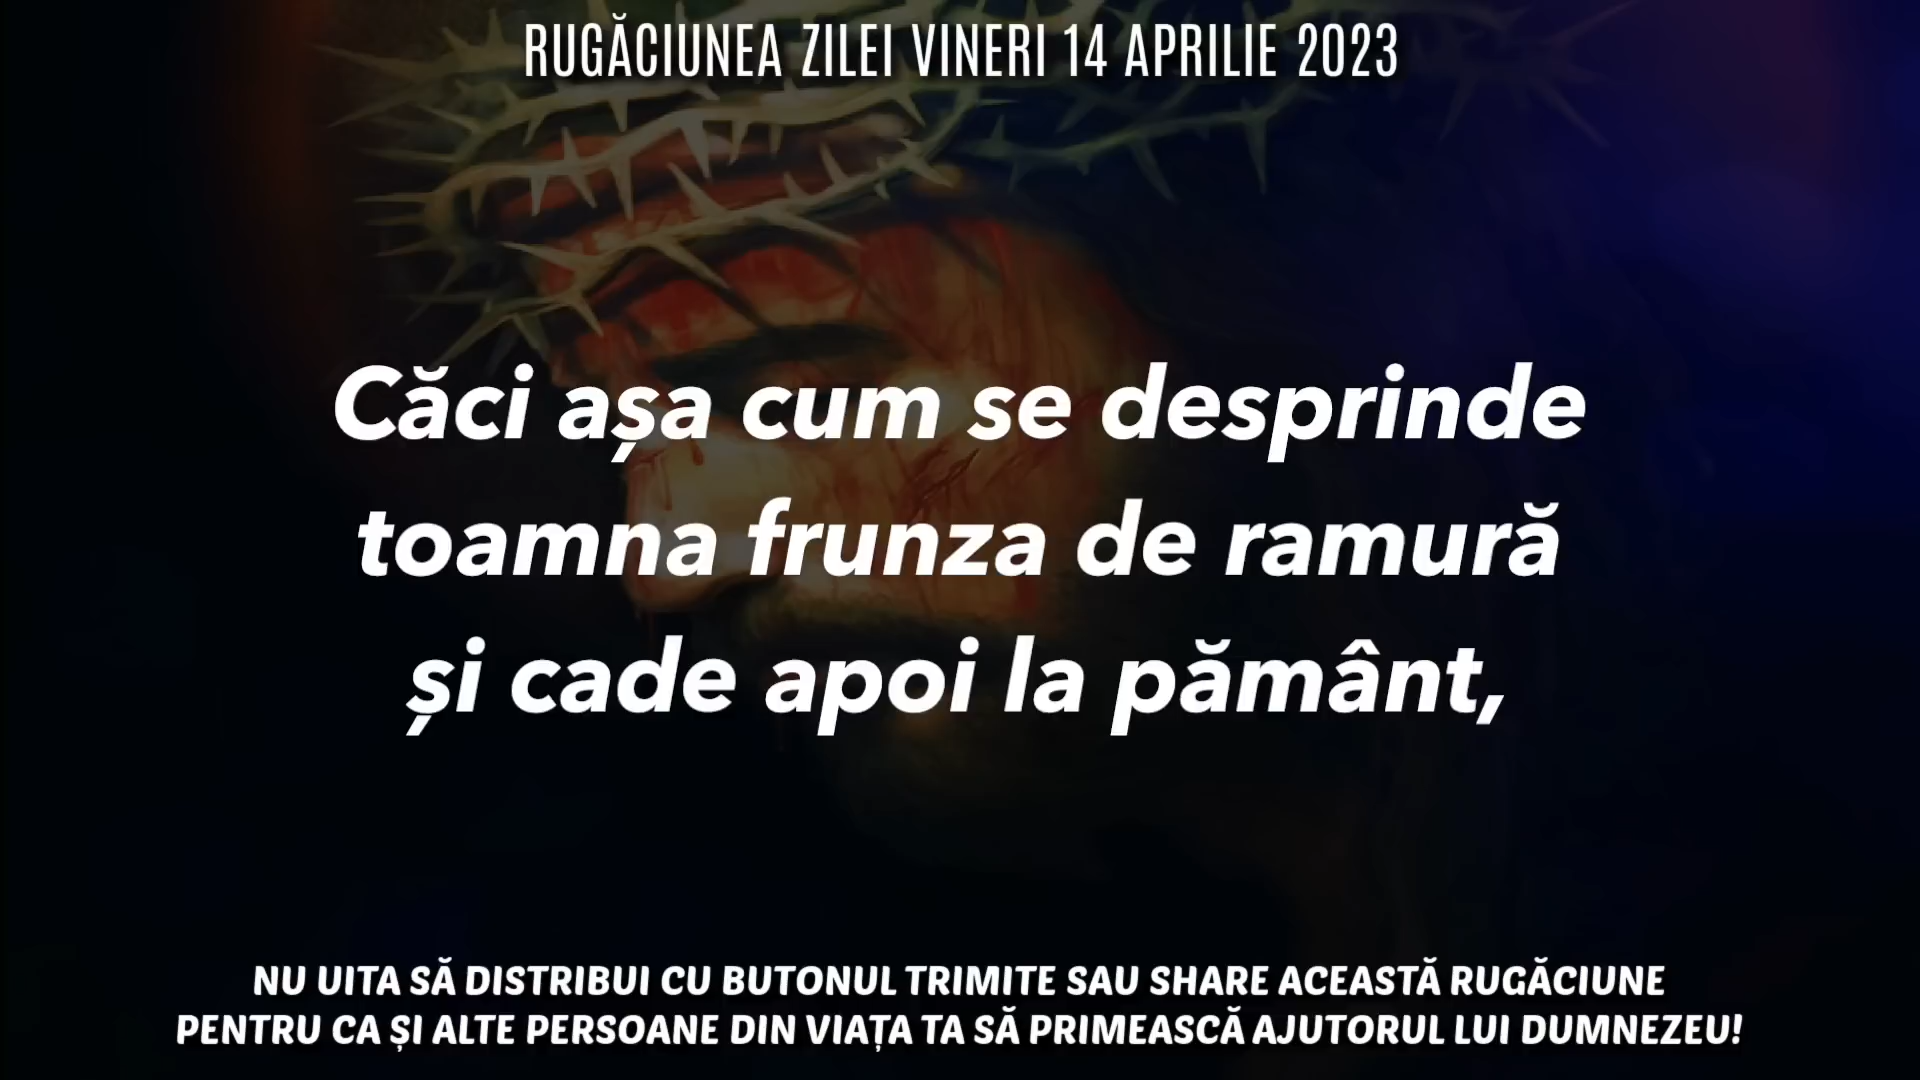 RUGĂCIUNEA ZILEI VINERI 14 APRILIE 2023
Căci așa cum se desprinde
toamna frunza de ramură
și cade apoi la pământ,
NU UITA SĂ DISTRIBUI CU BUTONUL TRIMITE SAU SHARE ACEASTĂ RUGĂCIUNE
PENTRU CA ȘI ALTE PERSOANE DIN VIAȚA TA SĂ PRIMEASCĂ AJUTORUL LUI DUMNEZEU!